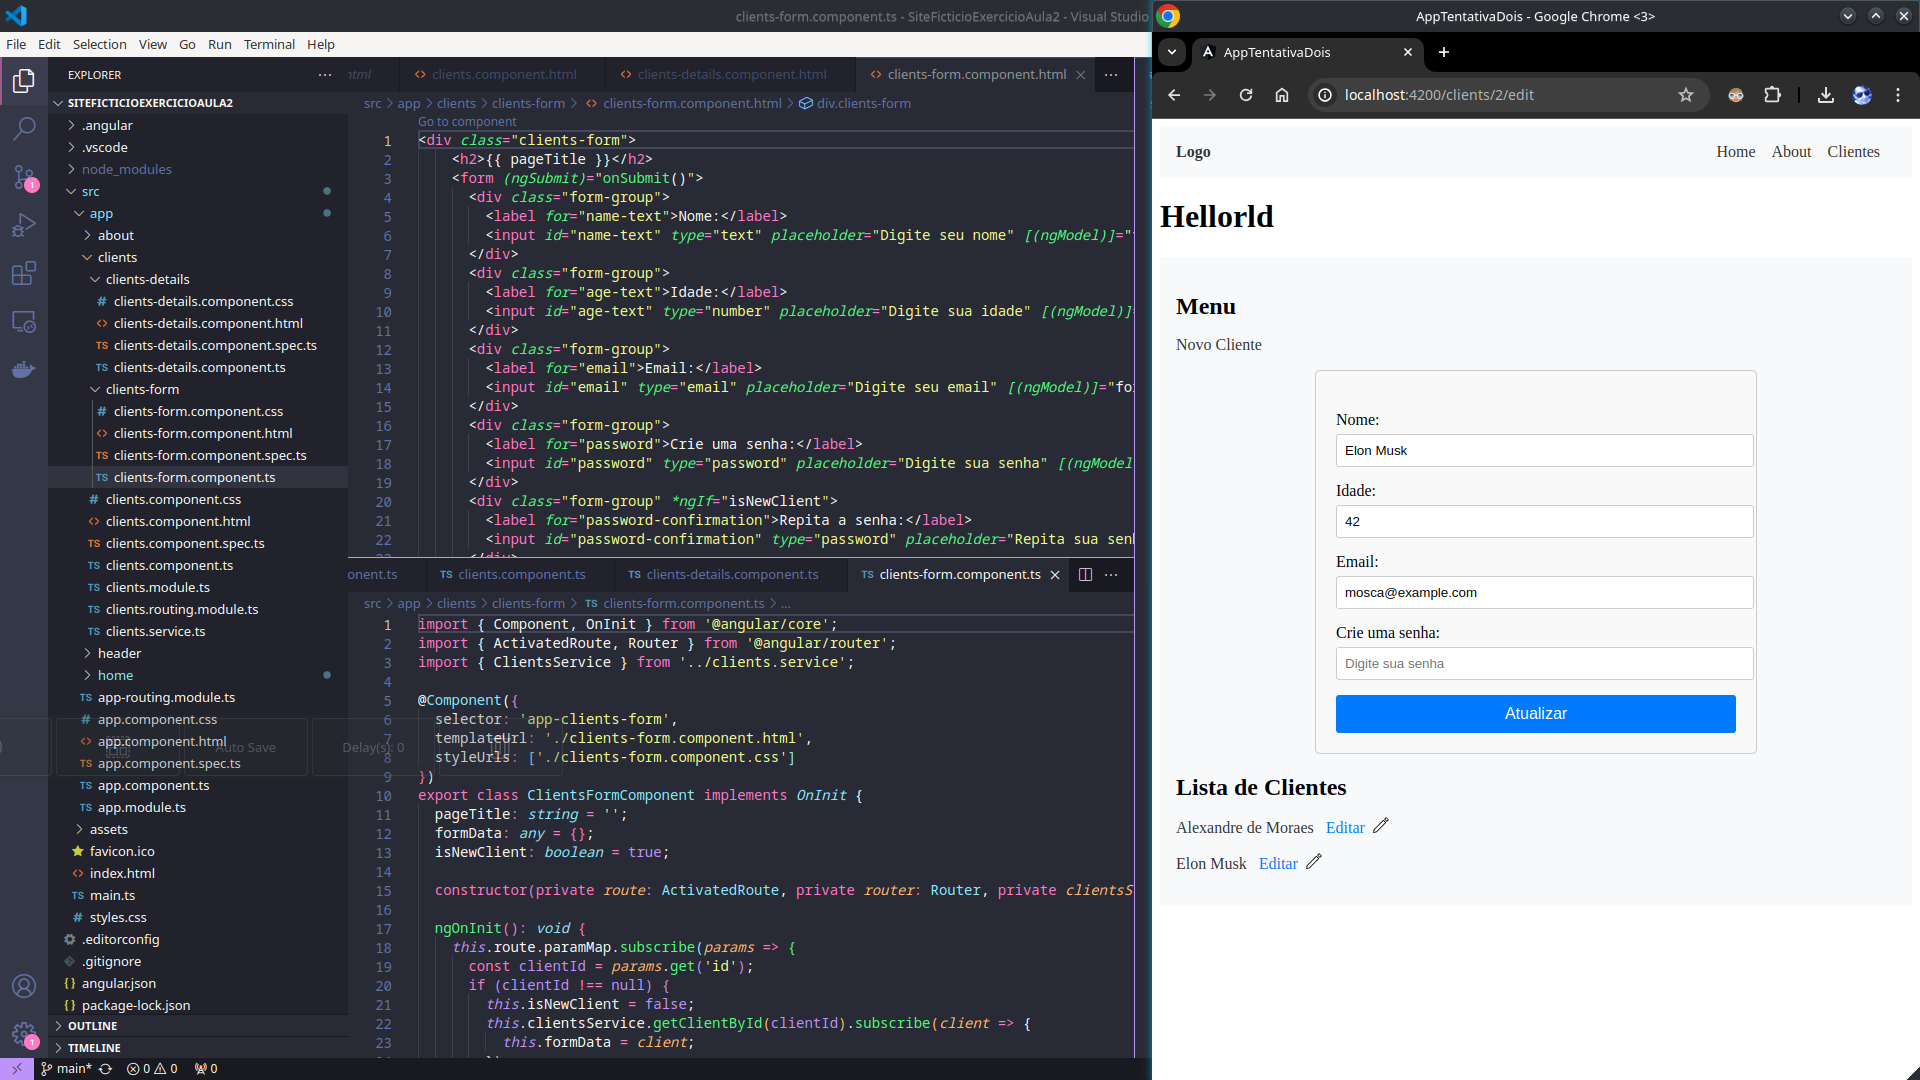 clients-form.component.ts - SiteFicticioExercicioAula2 - Visual Studio
File Edit Selection View Go Run Terminal Help
EXPLORER
SITEFICTICIOEXERCICIOAULA2
.angular
.vscode
node_modules
src
app
about
clients
clients-details
clients-details.component.css
clients-details.component.html
clients-details.component.spec.ts
clients-details.component.ts
clients-form
clients-form.component.css
clients-form.component.html
clients-form.component.spec.ts
clients-form.component.ts
clients.component.css
clients.component.html
clients.component.spec.ts
clients.component.ts
clients.module.ts
clients.routing.module.ts
clients.service.ts
header
home
app-routing.module.ts
app.component.css
app.component.html
app.component.spec.ts
app.component.ts
app.module.ts
assets
favicon.ico
index.html
main.ts
styles.css
.editorconfig
.gitignore
angular.json
package-lock.json
OUTLINE
TIMELINE
Auto Save
Delay(s): 0
main* 0 0 0
html clients.component.html clients-details.component.html clients-form.component.html
src > app > clients > clients-form > clients-form.component.html > div.clients-form
Go to component
1 <div class="clients-form">
2 <h2>{{ pageTitle }}</h2>
3 <form (ngSubmit)="onSubmit()">
4 <div class="form-group">
5 <label for="name-text">Nome:</label>
6 <input id="name-text" type="text" placeholder="Digite seu nome" [(ngModel)]="
7 </div>
8 <div class="form-group">
9 <label for="age-text">Idade:</label>
10 <input id="age-text" type="number" placeholder="Digite sua idade" [(ngModel)]
11 </div>
12 <div class="form-group">
13 <label for="email">Email:</label>
14 <input id="email" type="email" placeholder="Digite seu email" [(ngModel)]="fo
15 </div>
16 <div class="form-group">
17 <label for="password">Crie uma senha:</label>
18 <input id="password" type="password" placeholder="Digite sua senha" [(ngModel
19 </div>
20 <div class="form-group" *ngIf="isNewClient">
21 <label for="password-confirmation">Repita a senha:</label>
22 <input id="password-confirmation" type="password" placeholder="Repita sua sen
onent.ts clients.component.ts clients-details.component.ts clients-form.component.ts
src > app > clients > clients-form > clients-form.component.ts > ...
1 import { Component, OnInit } from '@angular/core';
2 import { ActivatedRoute, Router } from '@angular/router';
3 import { ClientsService } from '../clients.service';
4
5 @Component({
6 selector: 'app-clients-form',
7 templateUrl: './clients-form.component.html',
8 styleUrls: ['./clients-form.component.css']
9 })
10 export class ClientsFormComponent implements OnInit {
11 pageTitle: string = '';
12 formData: any = {};
13 isNewClient: boolean = true;
14
15 constructor(private route: ActivatedRoute, private router: Router, private clientsS
16
17 ngOnInit(): void {
18 this.route.paramMap.subscribe(params => {
19 const clientId = params.get('id');
20 if (clientId !== null) {
21 this.isNewClient = false;
22 this.clientsService.getClientById(clientId).subscribe(client => {
23 this.formData = client;
AppTentativaDois - Google Chrome <3>
AppTentativaDois
localhost:4200/clients/2/edit
Logo Home About Clientes
Hellorld
Menu
Novo Cliente
Nome:
Elon Musk
Idade:
42
Email:
mosca@example.com
Crie uma senha:
Digite sua senha
Atualizar
Lista de Clientes
Alexandre de Moraes Editar
Elon Musk Editar